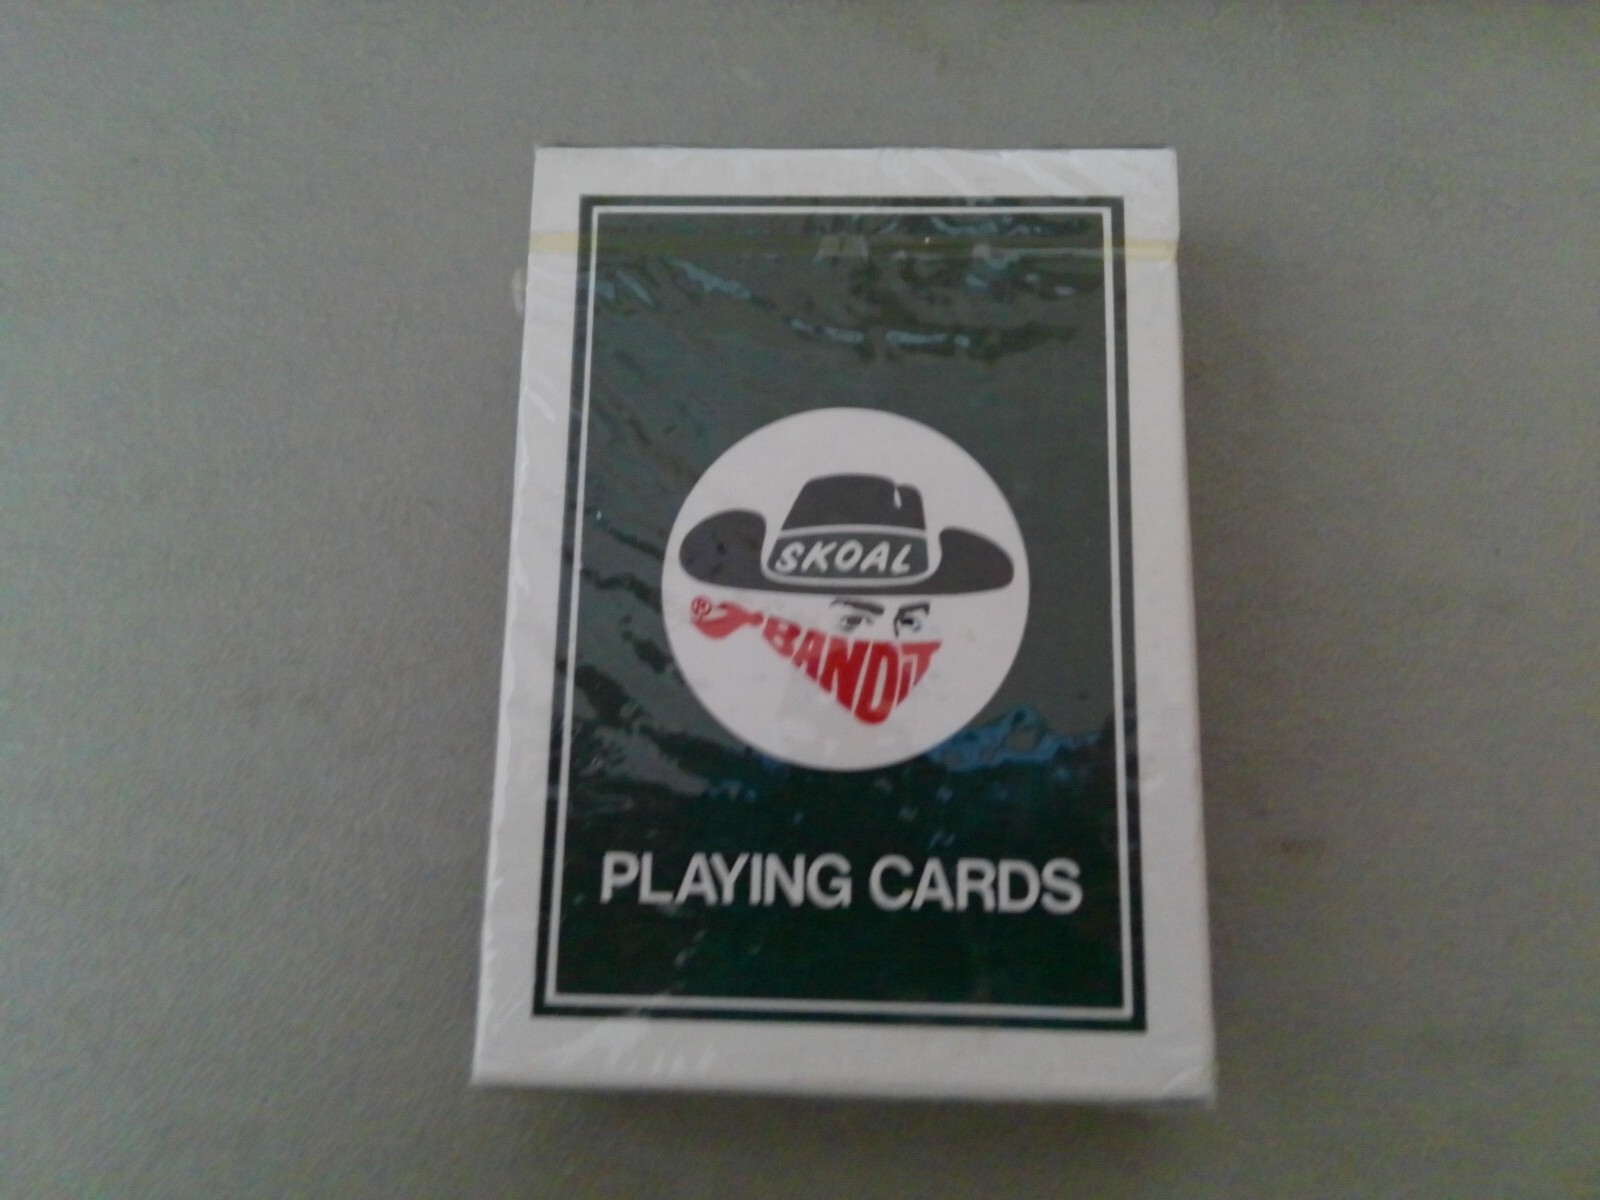 SKOAL
® BANDIT
PLAYING CARDS